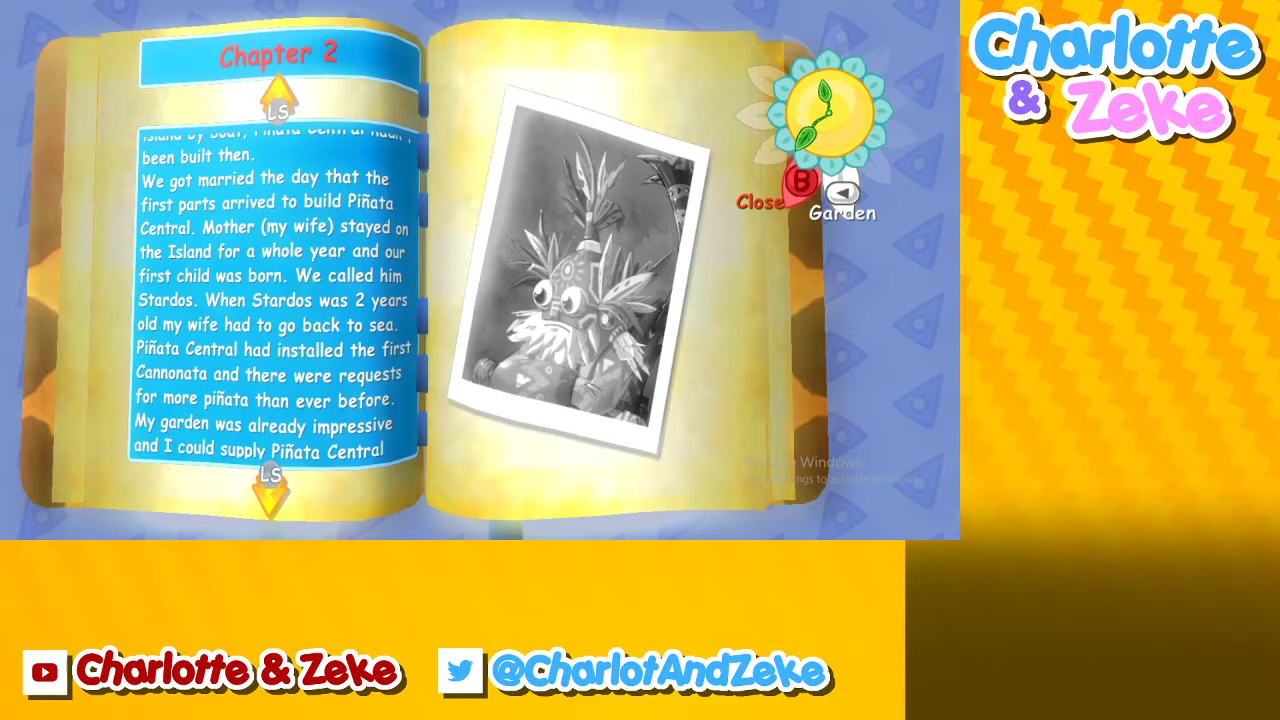 Chapter 2
LS
been built then.
We got married the day that the
first parts arrived to build Piñata
Central. Mother (my wife) stayed on
the Island for a whole year and our
first child was born. We called him
Stardos. When Stardos was 2 years
old my wife had to go back to sea.
Piñata Central had installed the first
Cannonata and there were requests
for more piñata than ever before.
My garden was already impressive
and I could supply Piñata Central
LS
B
Close
Garden
Windows
Charlotte
& Zeke
Charlotte & Zeke
@CharlotAndZeke